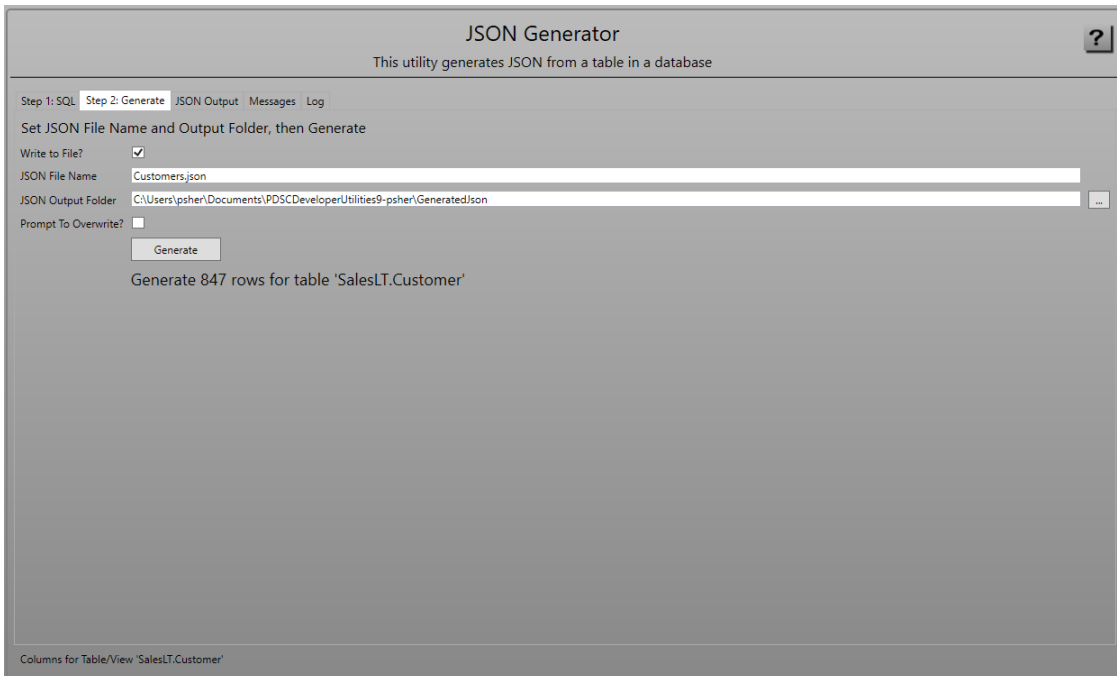 JSON Generator
?
This utility generates JSON from a table in a database
Step 1: SQL Step 2: Generate JSON Output Messages Log
Set JSON File Name and Output Folder, then Generate
Write to File?
JSON File Name Customers.json
JSON Output Folder C:\Users\psher\Documents\PDSCDeveloperUtilities9-psher\GeneratedJson ...
Prompt To Overwrite?
Generate
Generate 847 rows for table 'SalesLT.Customer'
Columns for Table/View 'SalesLT.Customer'